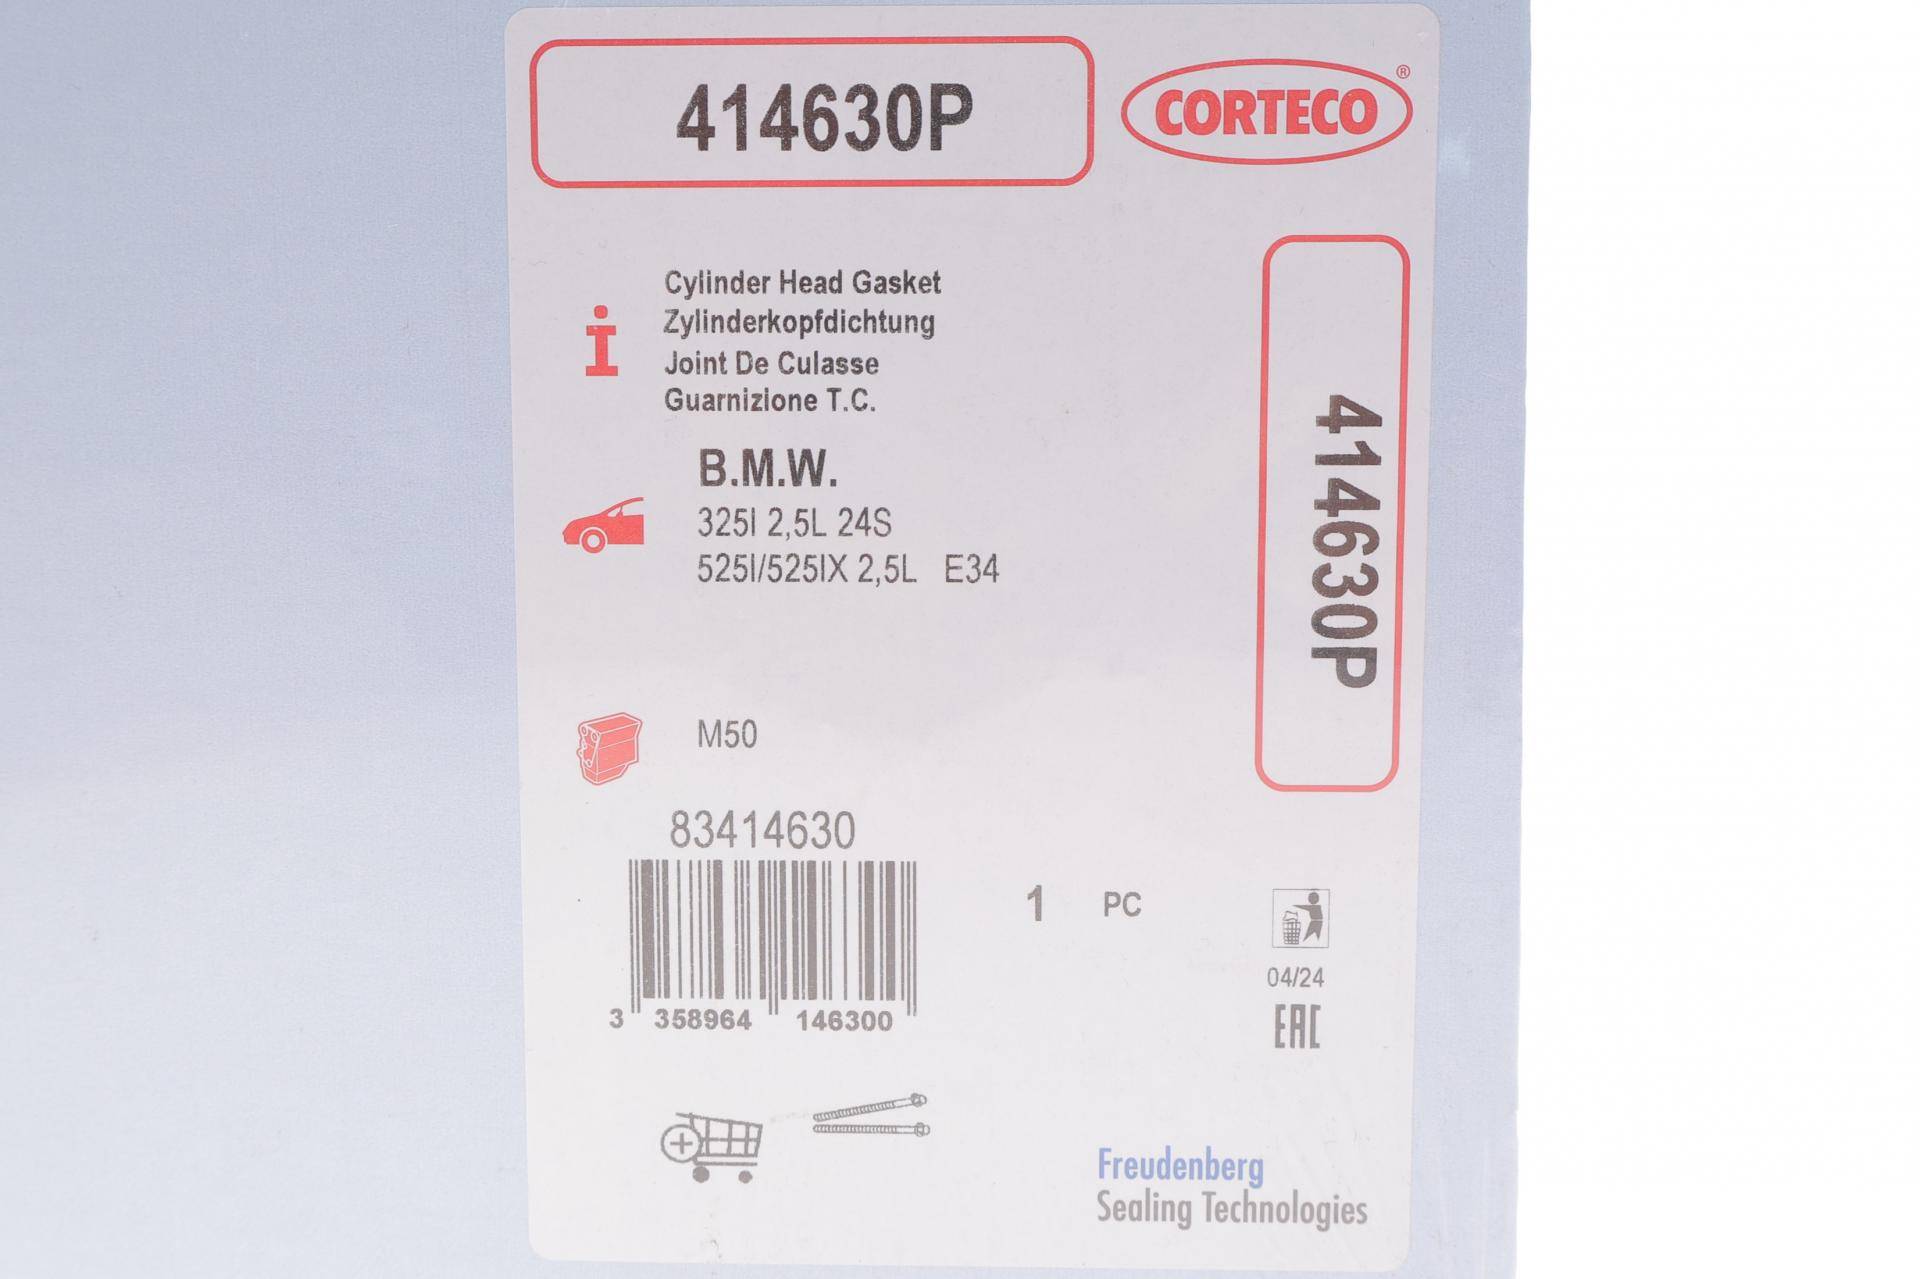 414630P
CORTECO ®
Cylinder Head Gasket
Zylinderkopfdichtung
Joint De Culasse
Guarnizione T.C.
B.M.W.
325I 2,5L 24S
525I/525IX 2,5L E34
414630P
M50
83414630
1 PC
3 358964 146300
04/24
EAC
Freudenberg
Sealing Technologies